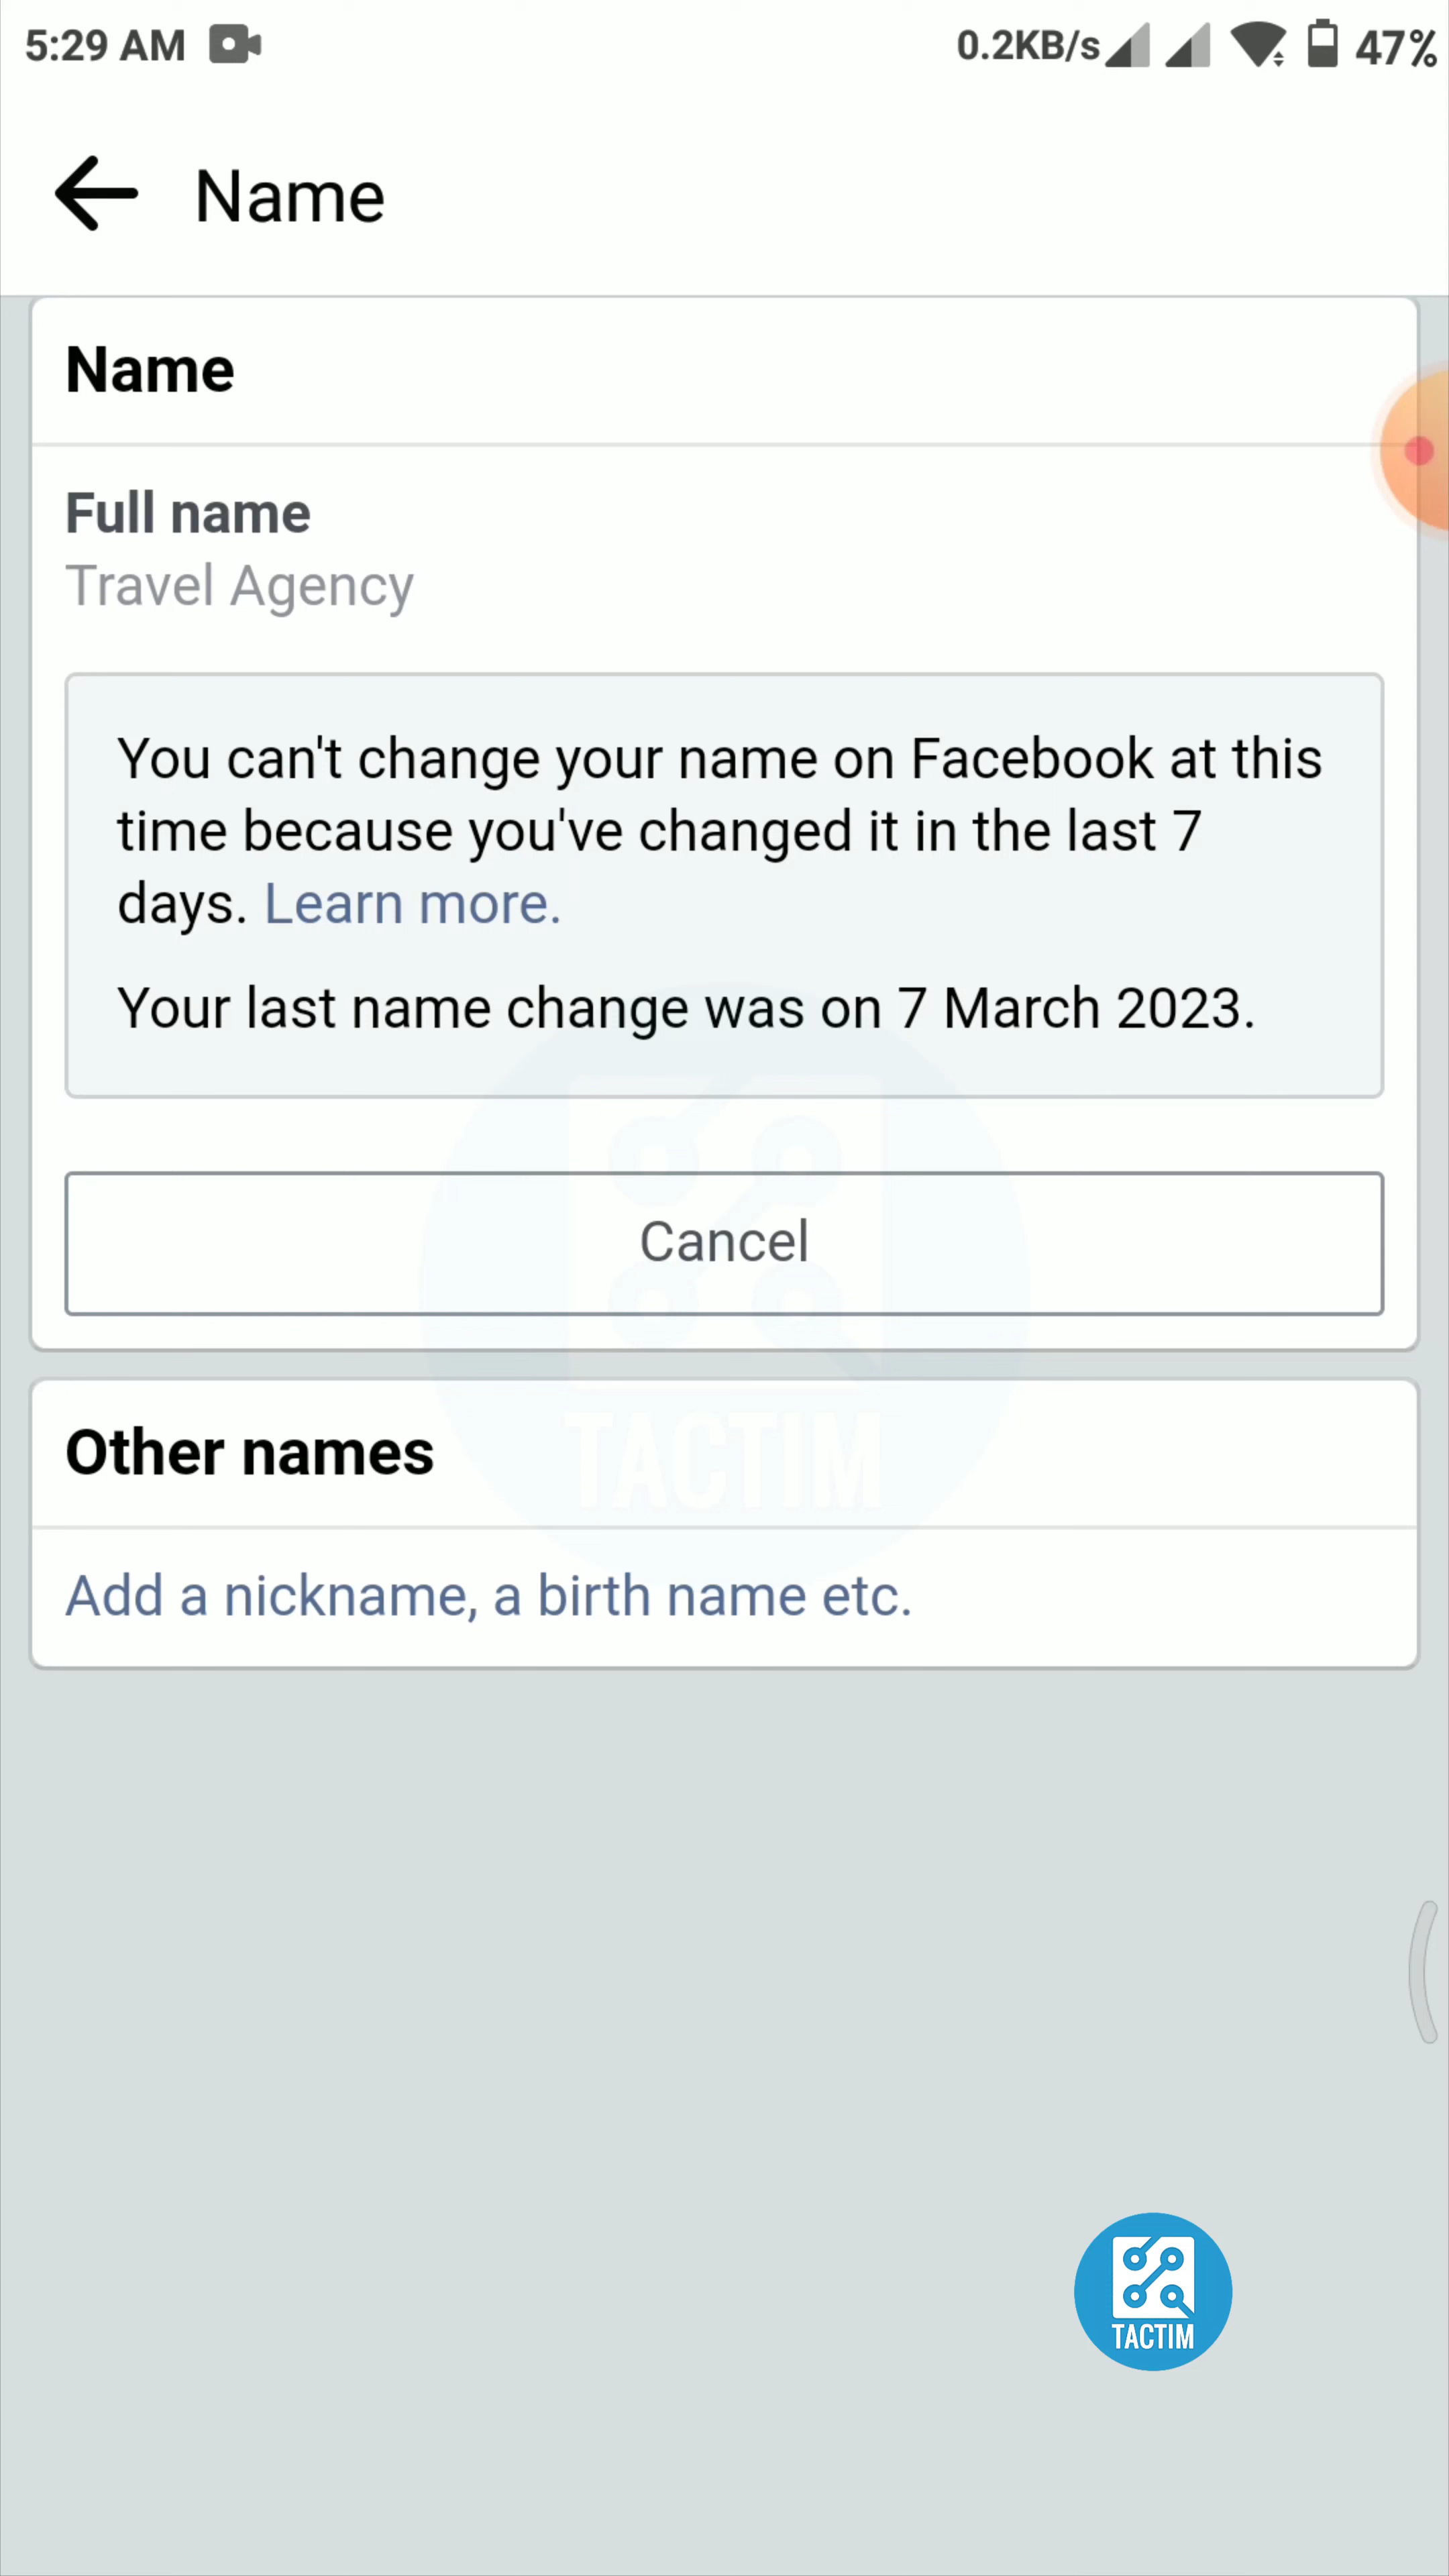 5:29 AM 0.2KB/s 47%
Name
Name
Full name
Travel Agency
You can't change your name on Facebook at this
time because you've changed it in the last 7
days. Learn more.
Your last name change was on 7 March 2023.
Cancel
Other names
TACTIM
Add a nickname, a birth name etc.
TACTIM